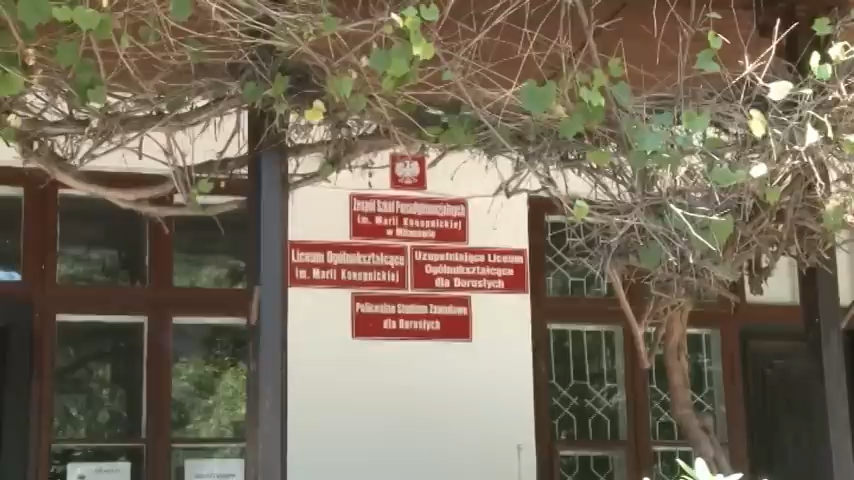 Zespół Szkół Ponadgimnazjalnych
im. Marii Konopnickiej
w Milanowie
Liceum Ogólnokształcące
im. Marii Konopnickiej
Uzupełniające Liceum
Ogólnokształcące
dla Dorosłych
Policealne Studium Zawodowe
dla Dorosłych